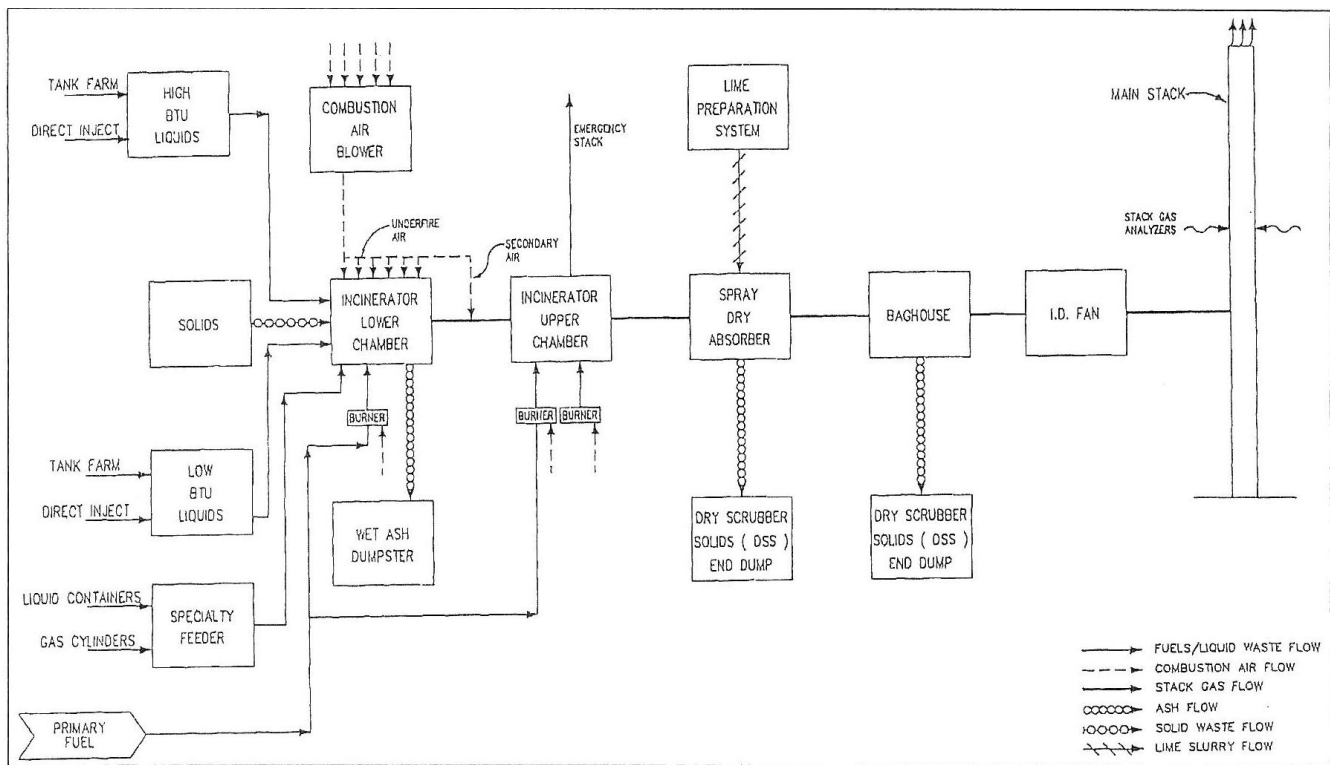 TANK FARM
DIRECT INJECT
HIGH
BTU
LIQUIDS
COMBUSTION
AIR
BLOWER
EMERGENCY
STACK
LIME
PREPARATION
SYSTEM
MAIN STACK
STACK GAS
ANALYZERS
UNDERFIRE
AIR
SECONDARY
AIR
SOLIDS
INCINERATOR
LOWER
CHAMBER
INCINERATOR
UPPER
CHAMBER
SPRAY
DRY
ABSORBER
BAGHOUSE
I.D. FAN
BURNER
BURNER
BURNER
TANK FARM
DIRECT INJECT
LOW
BTU
LIQUIDS
WET ASH
DUMPSTER
DRY SCRUBBER
SOLIDS ( DSS )
END DUMP
DRY SCRUBBER
SOLIDS ( DSS )
END DUMP
LIQUID CONTAINERS
GAS CYLINDERS
SPECIALTY
FEEDER
PRIMARY
FUEL
FUELS/LIQUID WASTE FLOW
COMBUSTION AIR FLOW
STACK GAS FLOW
ASH FLOW
SOLID WASTE FLOW
LIME SLURRY FLOW